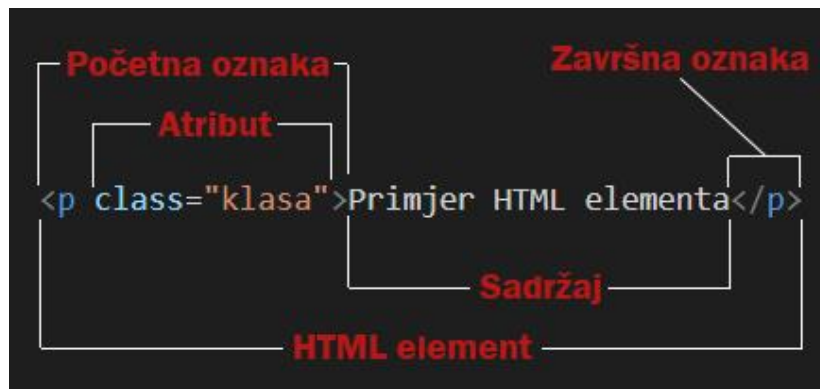 Početna oznaka
Završna oznaka
Atribut
<p class="klasa">Primjer HTML elementa</p>
Sadržaj
HTML element